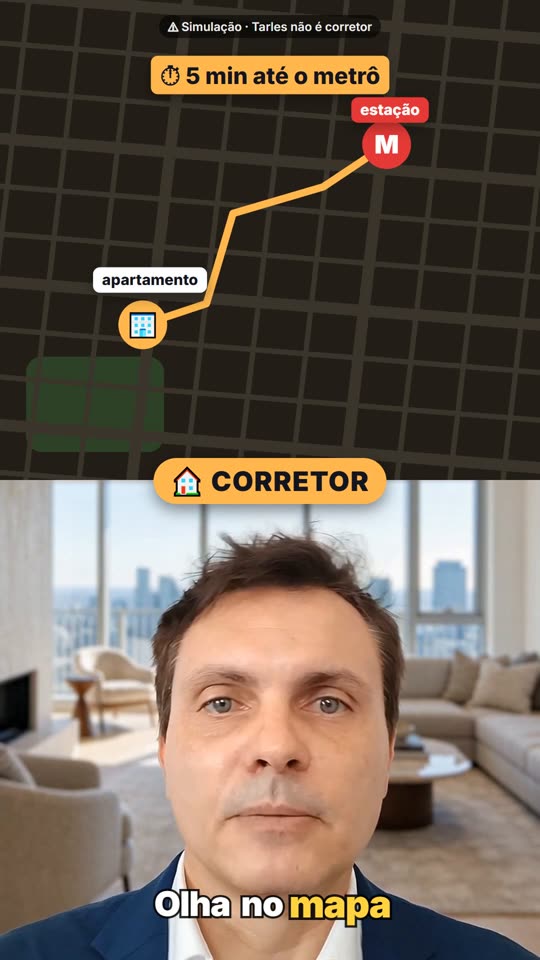 ⚠ Simulação · Tarles não é corretor
⏱ 5 min até o metrô
estação
M
apartamento
CORRETOR
Olha no mapa